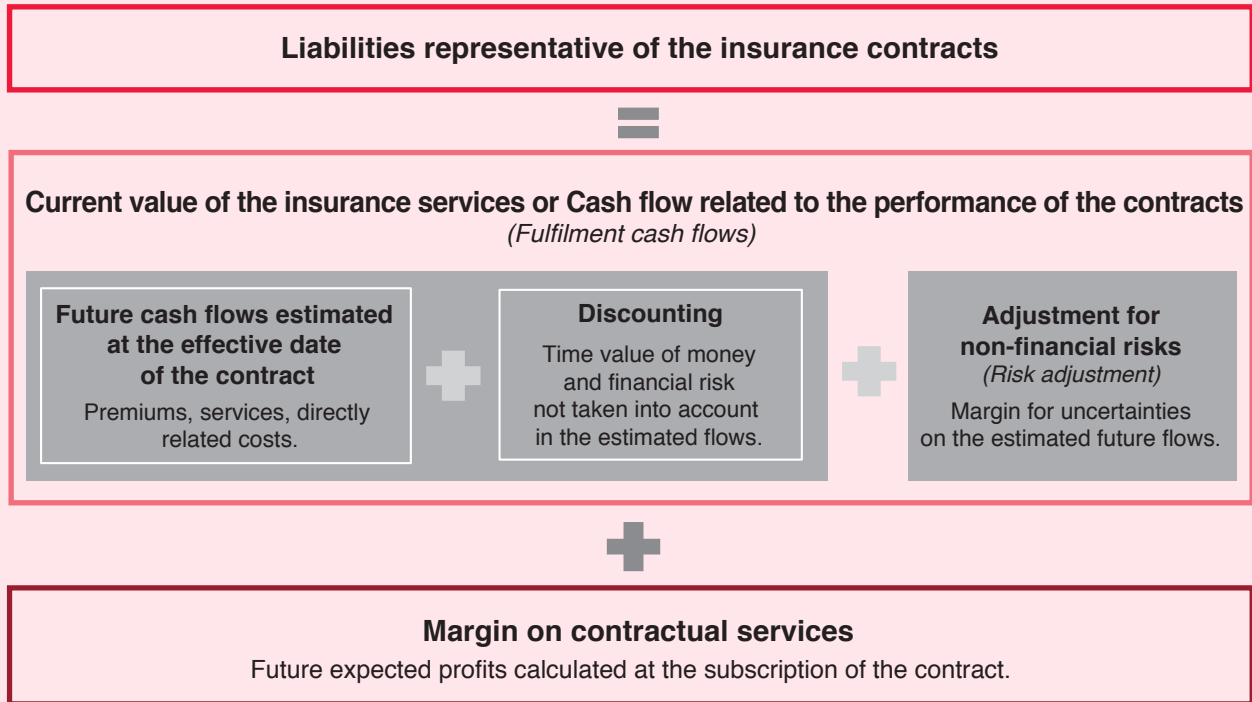 Liabilities representative of the insurance contracts
=
Current value of the insurance services or Cash flow related to the performance of the contracts
(Fulfilment cash flows)
Future cash flows estimated
at the effective date
of the contract
Premiums, services, directly
related costs.
+
Discounting
Time value of money
and financial risk
not taken into account
in the estimated flows.
+
Adjustment for
non-financial risks
(Risk adjustment)
Margin for uncertainties
on the estimated future flows.
+
Margin on contractual services
Future expected profits calculated at the subscription of the contract.